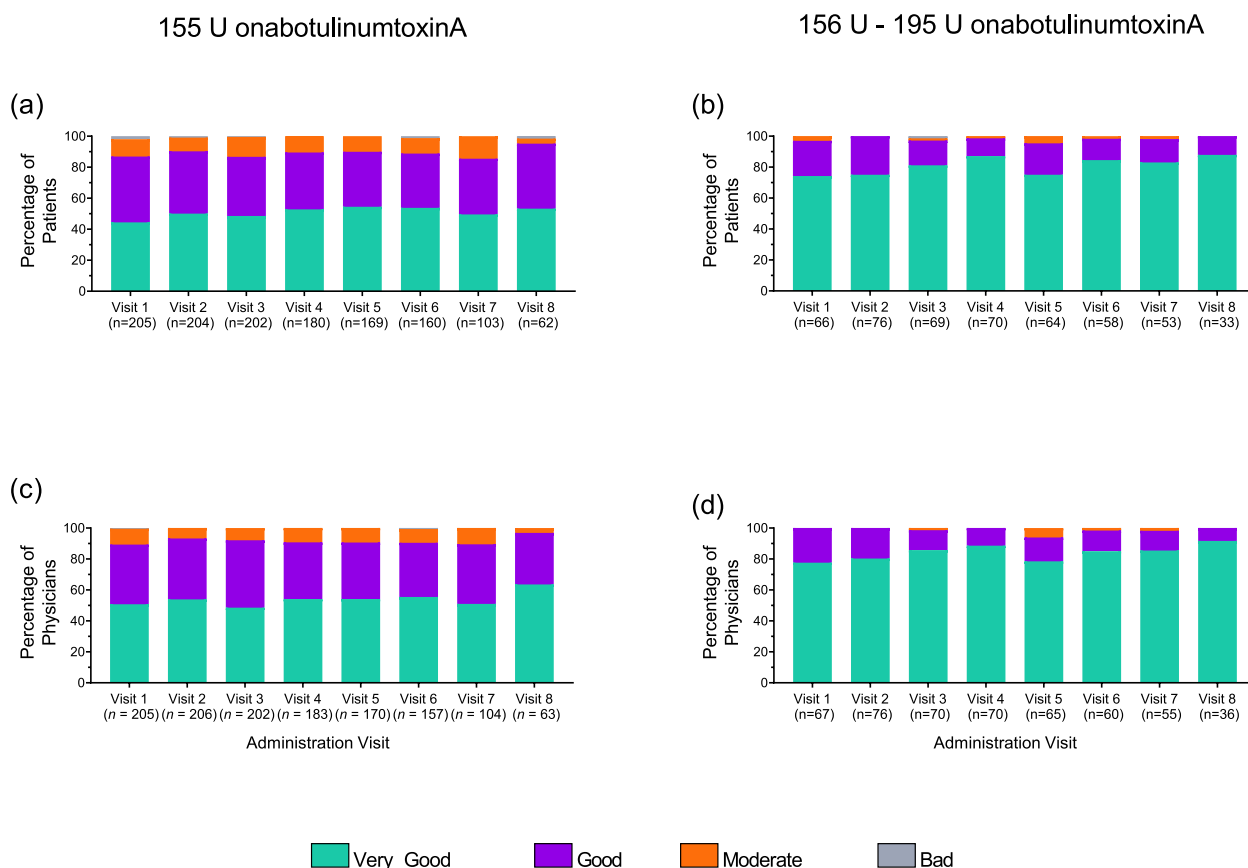 155 U onabotulinumtoxinA
156 U - 195 U onabotulinumtoxinA
(a)
Percentage of
Patients
100
80
60
40
20
0
Visit 1 Visit 2 Visit 3 Visit 4 Visit 5 Visit 6 Visit 7 Visit 8
(n=205) (n=204) (n=202) (n=180) (n=169) (n=160) (n=103) (n=62)
(b)
Percentage of
Patients
100
80
60
40
20
0
Visit 1 Visit 2 Visit 3 Visit 4 Visit 5 Visit 6 Visit 7 Visit 8
(n=66) (n=76) (n=69) (n=70) (n=64) (n=58) (n=53) (n=33)
(c)
Percentage of
Physicians
100
80
60
40
20
0
Visit 1 Visit 2 Visit 3 Visit 4 Visit 5 Visit 6 Visit 7 Visit 8
(n = 205) (n = 206) (n = 202) (n = 183) (n = 170) (n = 157) (n = 104) (n = 63)
Administration Visit
(d)
Percentage of
Physicians
100
80
60
40
20
0
Visit 1 Visit 2 Visit 3 Visit 4 Visit 5 Visit 6 Visit 7 Visit 8
(n=67) (n=76) (n=70) (n=70) (n=65) (n=60) (n=55) (n=36)
Administration Visit
Very Good Good Moderate Bad